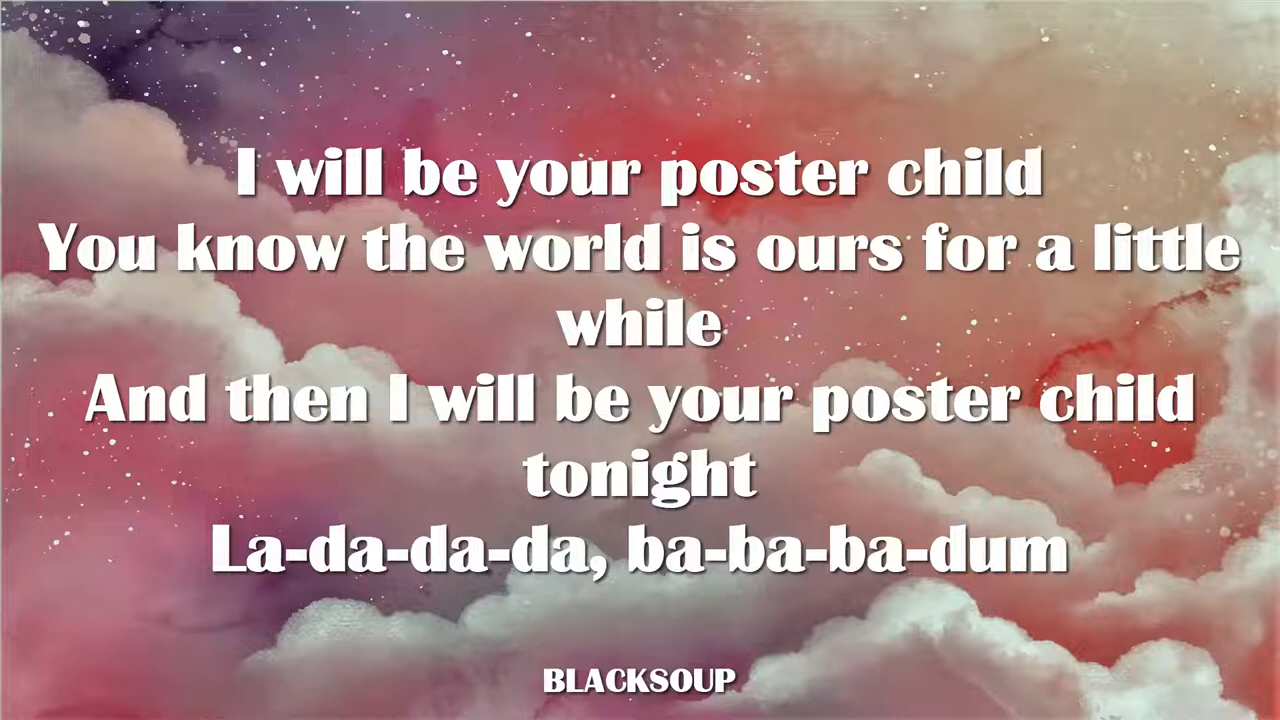 I will be your poster child
You know the world is ours for a little
while
And then I will be your poster child
tonight
La-da-da-da, ba-ba-ba-dum
BLACKSOUP